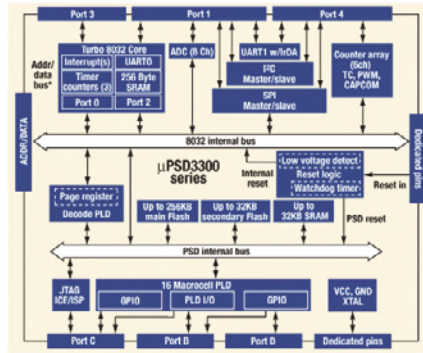 Port 3
Port 1
Port 4
Addr/
data
bus*
Turbo 8032 Core
Interrupt(s)
UART0
Timer
counters (3)
256 Byte
SRAM
Port 0
Port 2
ADC (8 Ch)
UART1 w/IrDA
I²C
Master/slave
SPI
Master/slave
Counter array
(6ch)
TC, PWM,
CAPCOM
ADDR/DATA
Dedicated pins
8032 internal bus
µPSD3300
series
Internal
reset
Low voltage detect
Reset logic
Watchdog timer
Reset in
PSD reset
Page register
Decode PLD
Up to 256KB
main Flash
Up to 32KB
secondary Flash
Up to
32KB SRAM
PSD internal bus
JTAG
ICE/ISP
16 Macrocell PLD
GPIO
PLD I/O
GPIO
VCC, GND
XTAL
Port C
Port B
Port D
Dedicated pins